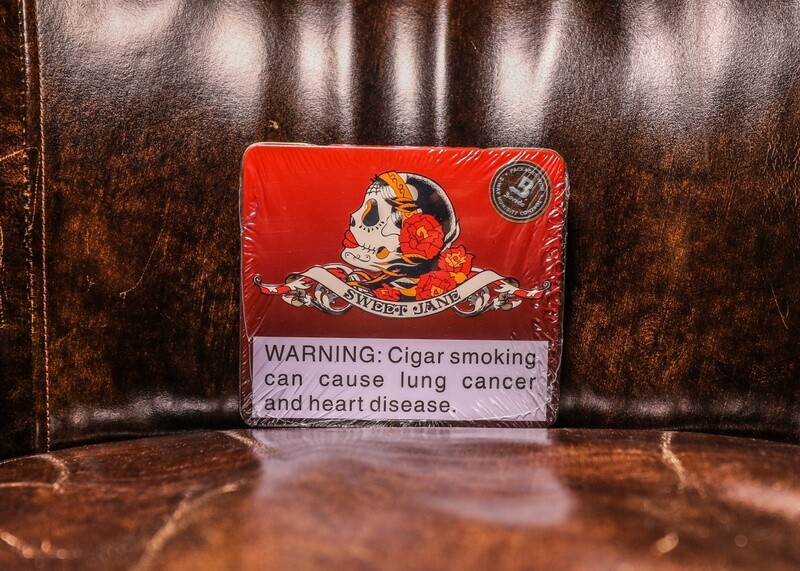 SWEET JANE
WARNING: Cigar smoking
can cause lung cancer
and heart disease.